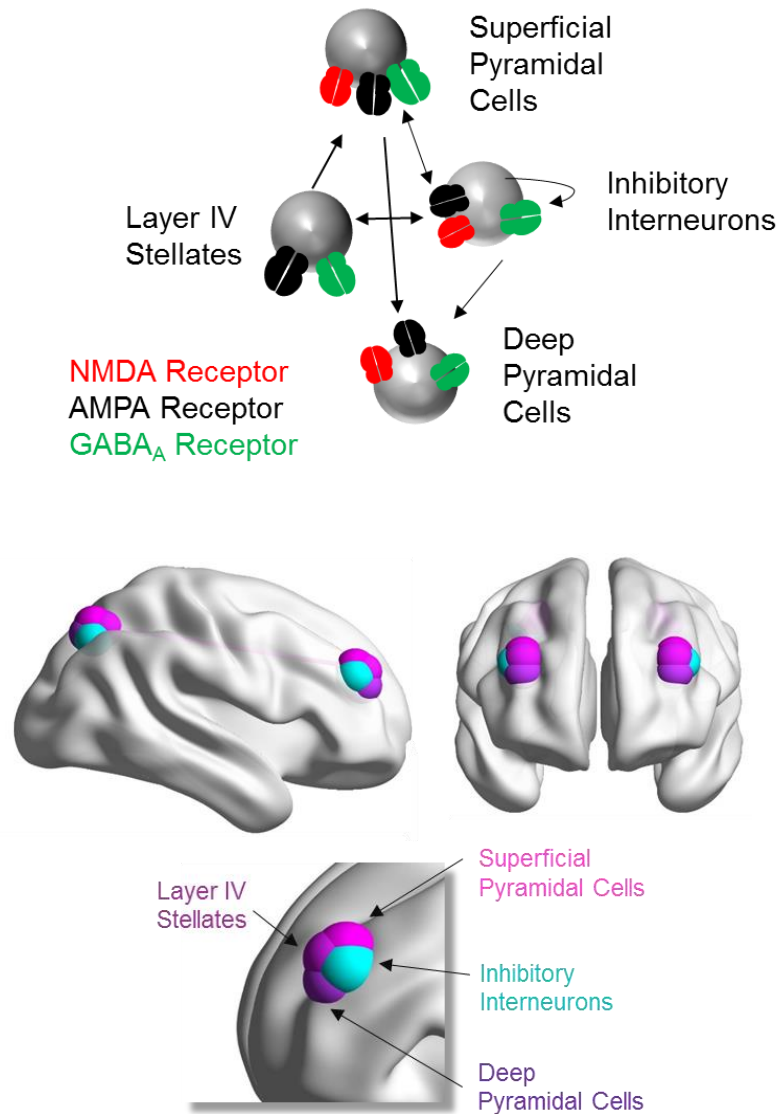 Superficial
Pyramidal
Cells
Layer IV
Stellates
Inhibitory
Interneurons
Deep
Pyramidal
Cells
NMDA Receptor
AMPA Receptor
GABA_A Receptor
Superficial
Pyramidal Cells
Layer IV
Stellates
Inhibitory
Interneurons
Deep
Pyramidal Cells